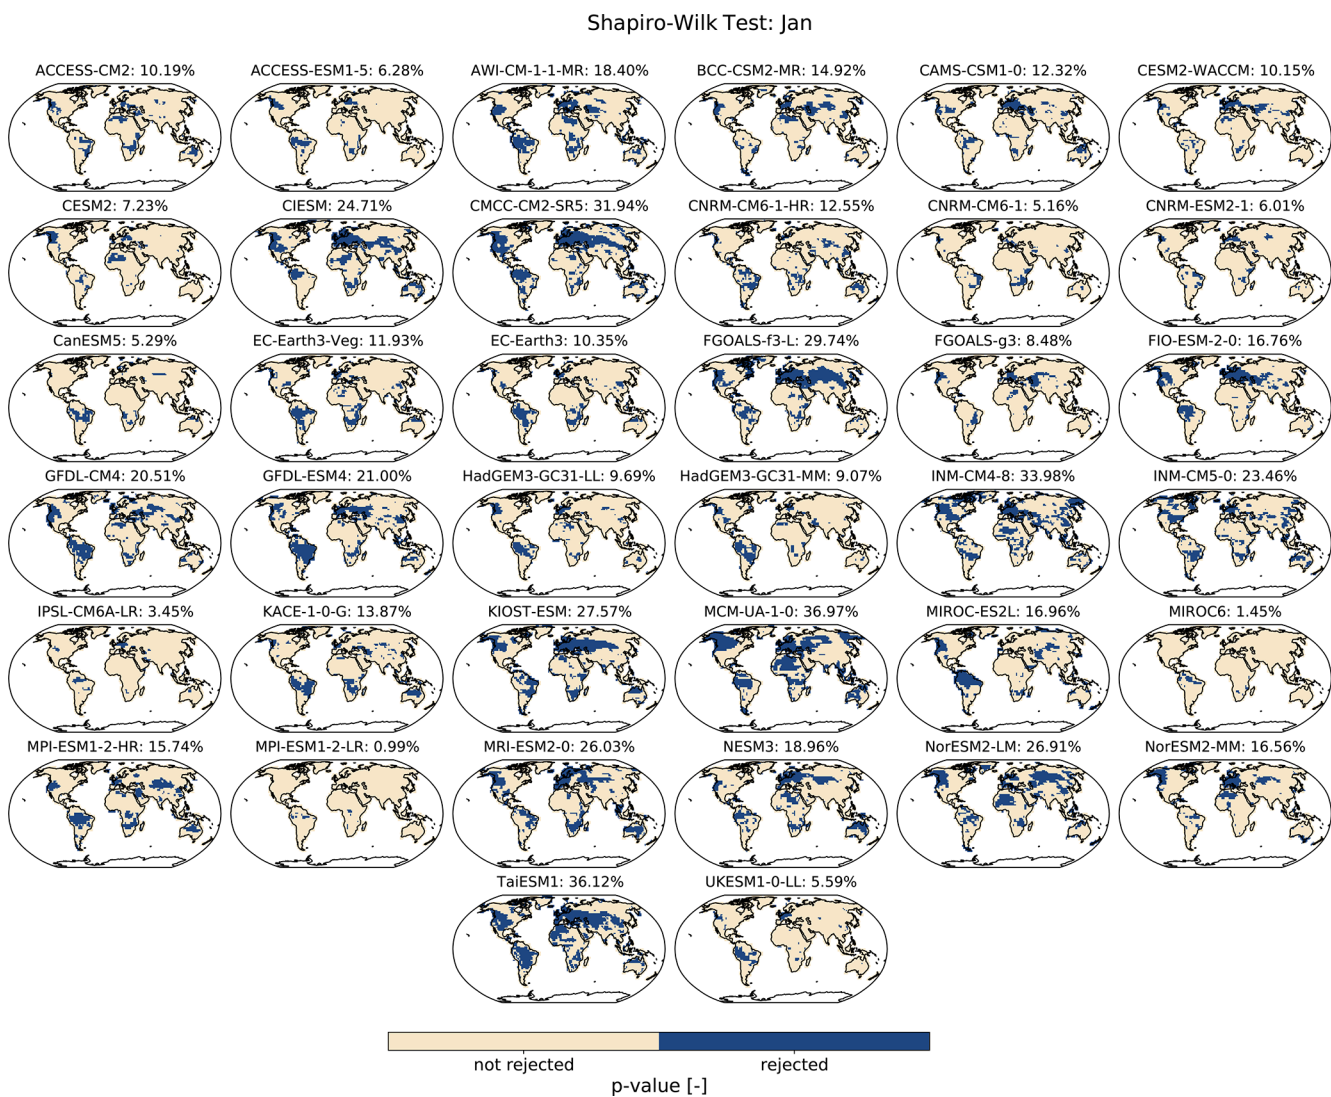 Shapiro-Wilk Test: Jan
ACCESS-CM2: 10.19%
ACCESS-ESM1-5: 6.28%
AWI-CM-1-1-MR: 18.40%
BCC-CSM2-MR: 14.92%
CAMS-CSM1-0: 12.32%
CESM2-WACCM: 10.15%
CESM2: 7.23%
CIESM: 24.71%
CMCC-CM2-SR5: 31.94%
CNRM-CM6-1-HR: 12.55%
CNRM-CM6-1: 5.16%
CNRM-ESM2-1: 6.01%
CanESM5: 5.29%
EC-Earth3-Veg: 11.93%
EC-Earth3: 10.35%
FGOALS-f3-L: 29.74%
FGOALS-g3: 8.48%
FIO-ESM-2-0: 16.76%
GFDL-CM4: 20.51%
GFDL-ESM4: 21.00%
HadGEM3-GC31-LL: 9.69%
HadGEM3-GC31-MM: 9.07%
INM-CM4-8: 33.98%
INM-CM5-0: 23.46%
IPSL-CM6A-LR: 3.45%
KACE-1-0-G: 13.87%
KIOST-ESM: 27.57%
MCM-UA-1-0: 36.97%
MIROC-ES2L: 16.96%
MIROC6: 1.45%
MPI-ESM1-2-HR: 15.74%
MPI-ESM1-2-LR: 0.99%
MRI-ESM2-0: 26.03%
NESM3: 18.96%
NorESM2-LM: 26.91%
NorESM2-MM: 16.56%
TaiESM1: 36.12%
UKESM1-0-LL: 5.59%
not rejected
rejected
p-value [-]